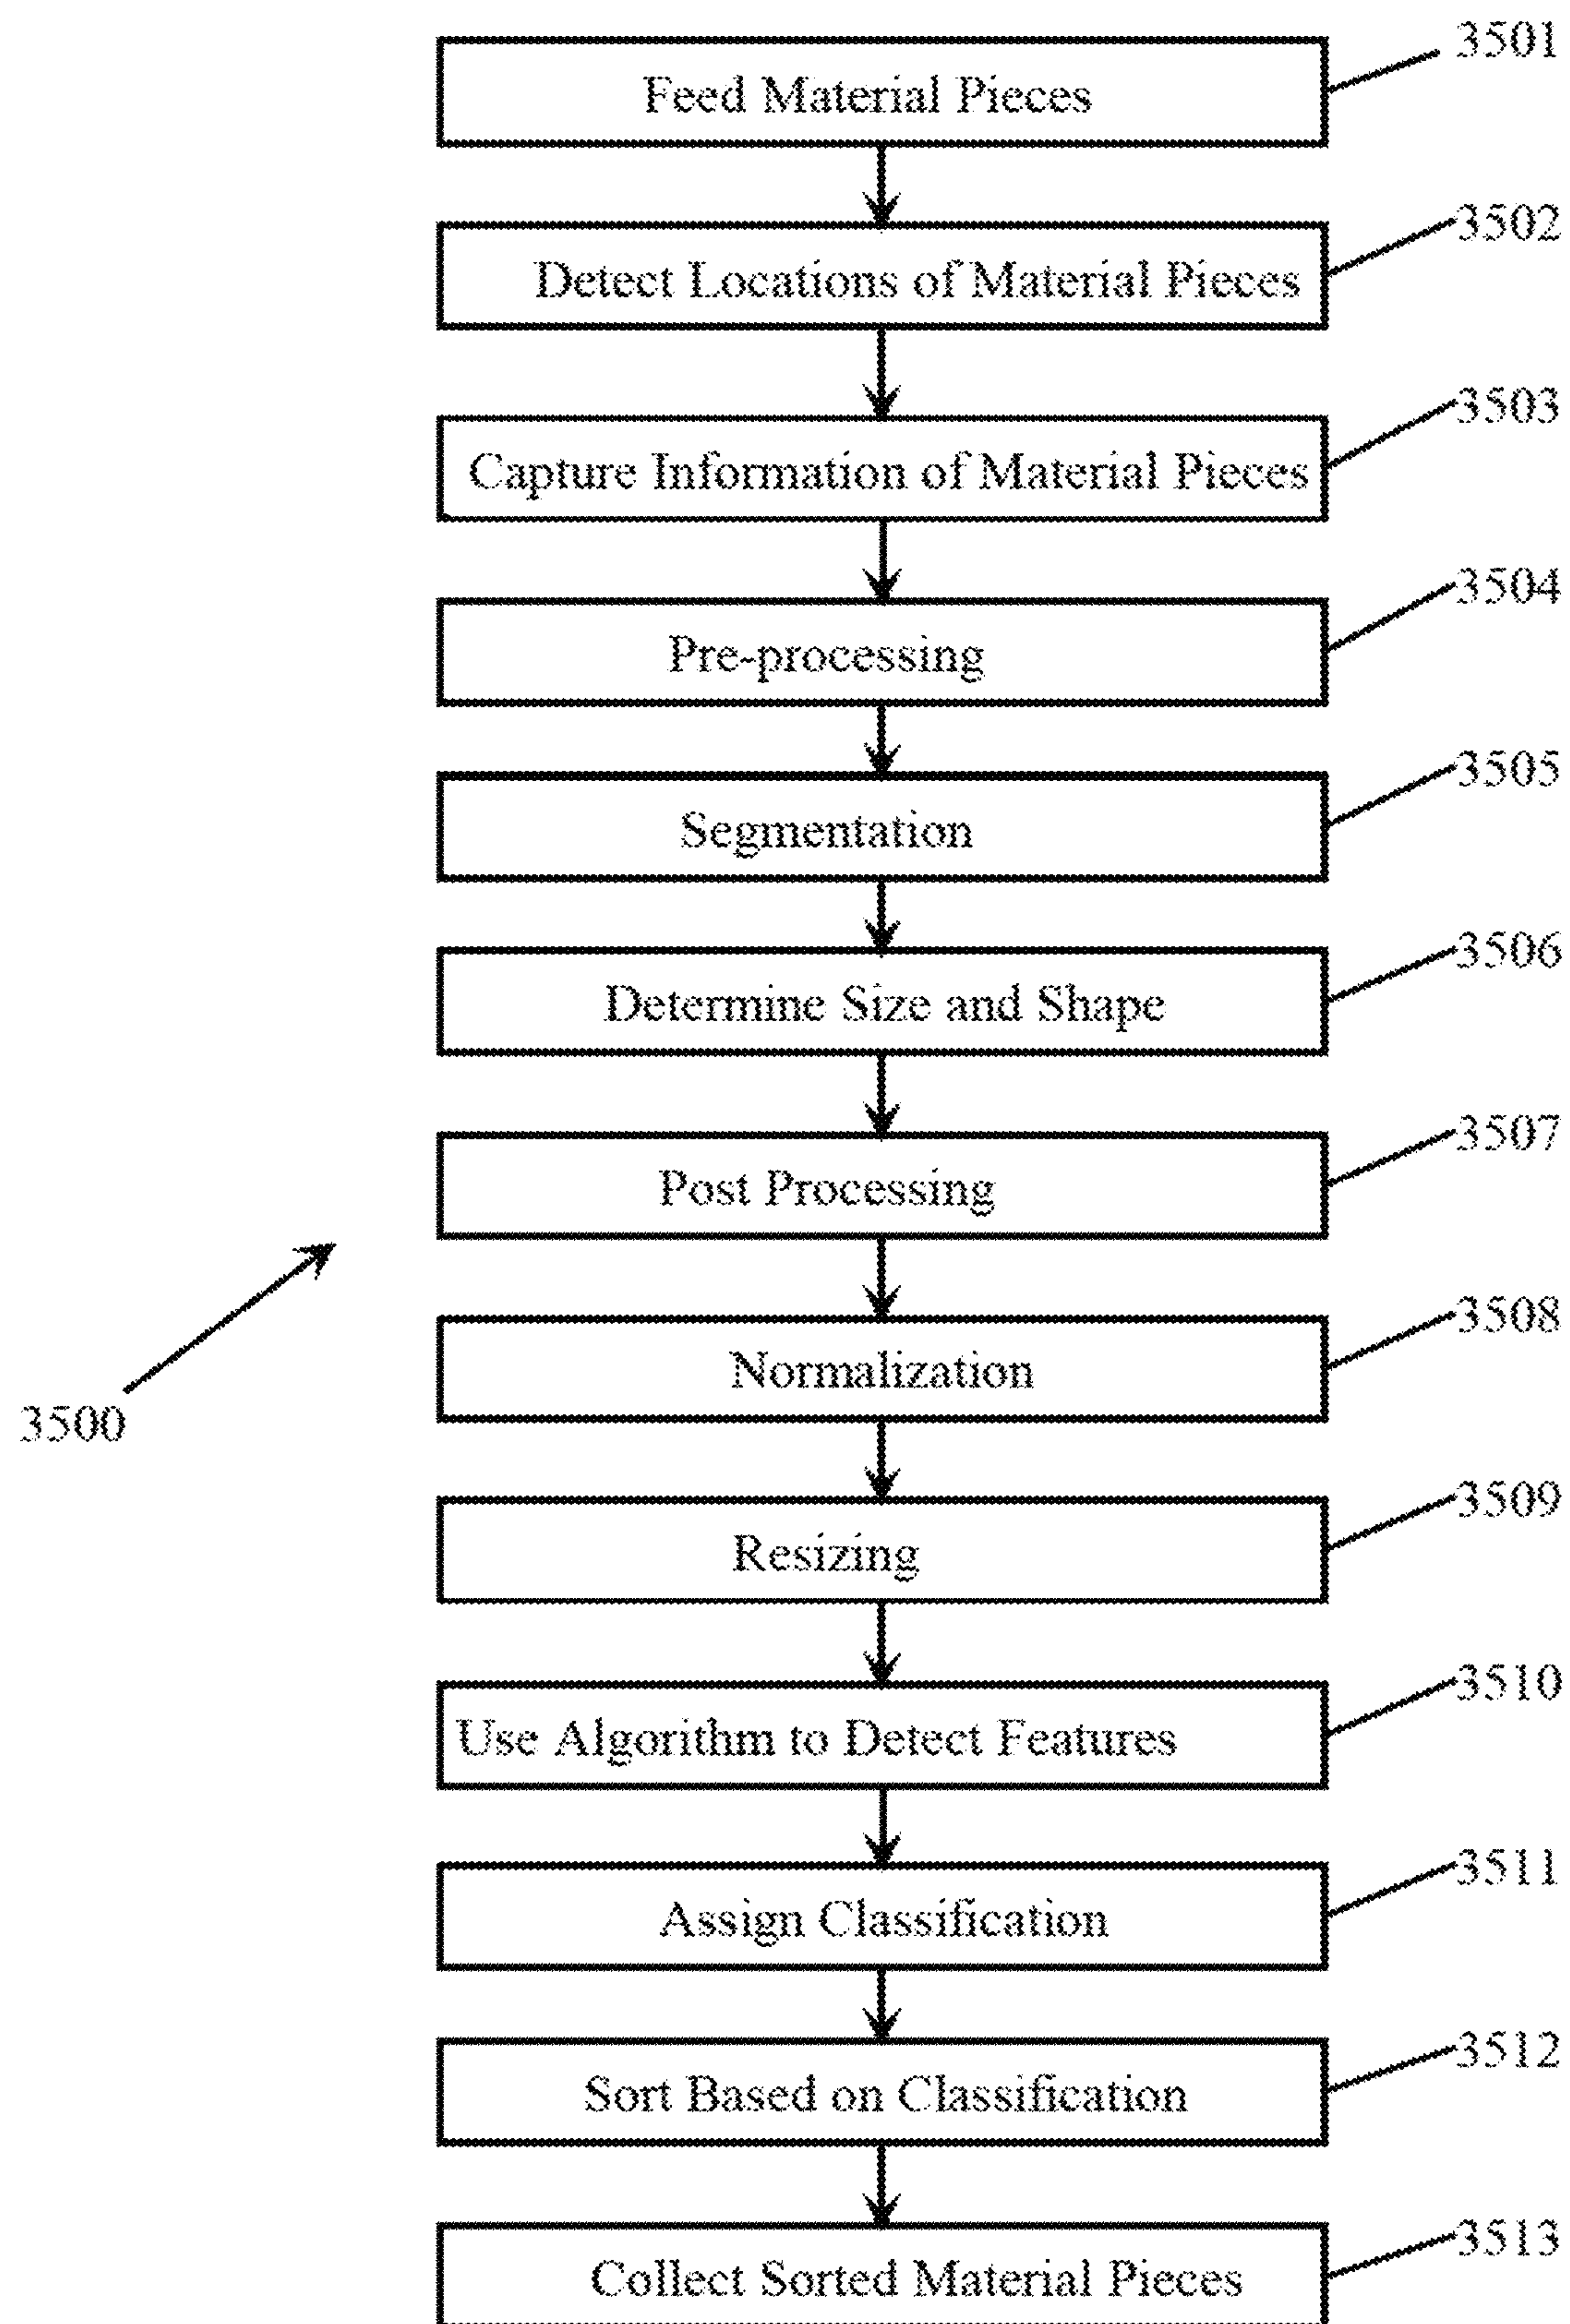 3501
Feed Material Pieces
3502
Detect Locations of Material Pieces
3503
Capture Information of Material Pieces
3504
Pre-processing
3505
Segmentation
3506
Determine Size and Shape
3507
Post Processing
3508
Normalization
3500
3509
Resizing
3510
Use Algorithm to Detect Features
3511
Assign Classification
3512
Sort Based on Classification
3513
Collect Sorted Material Pieces